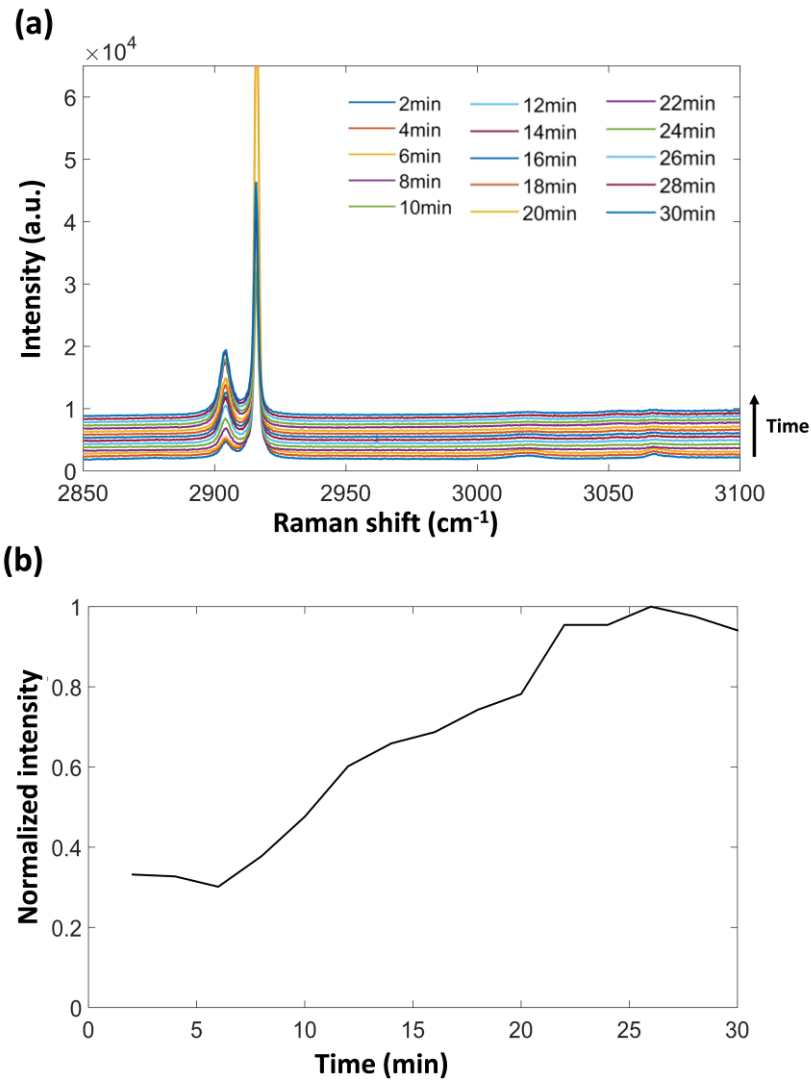 (a)
×10⁴
6
5
4
3
2
1
0
Intensity (a.u.)
2min 12min 22min
4min 14min 24min
6min 16min 26min
8min 18min 28min
10min 20min 30min
Time
2850 2900 2950 3000 3050 3100
Raman shift (cm⁻¹)
(b)
1
0.8
0.6
0.4
0.2
0
Normalized intensity
0 5 10 15 20 25 30
Time (min)